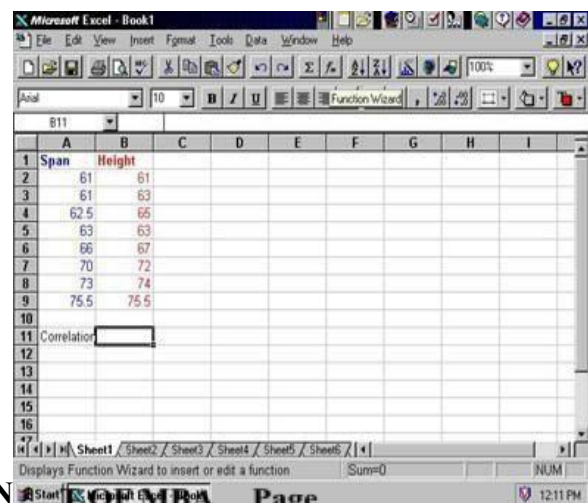 Microsoft Excel - Book1
File Edit View Insert Format Tools Data Window Help
100%
Arial 10 B I U Function Wizard
B11
A B C D E F G H I
1 Span Height
2 61 61
3 61 63
4 62.5 65
5 63 63
6 66 67
7 70 72
8 73 74
9 75.5 75.5
10
11 Correlation
12
13
14
15
16
17
Sheet1 Sheet2 Sheet3 Sheet4 Sheet5 Sheet6
Displays Function Wizard to insert or edit a function Sum=0 NUM
N Start Page 12:11 PM